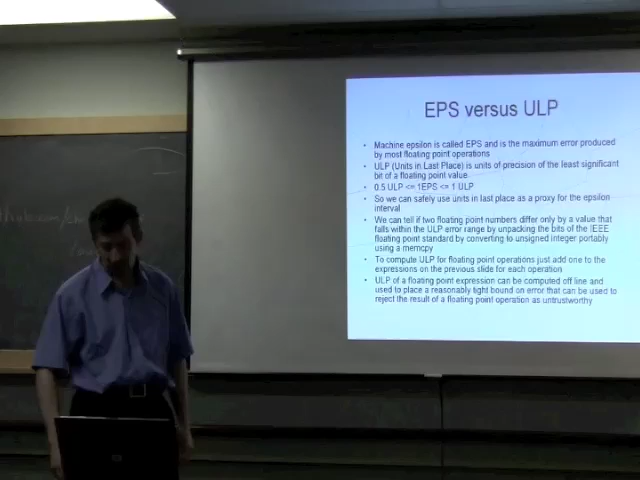 EPS versus ULP
• Machine epsilon is called EPS and is the maximum error produced
by most floating point operations
• ULP (Units in Last Place) is units of precision of the least significant
bit of a floating point value
• 0.5 ULP <= 1EPS <= 1 ULP
• So we can safely use units in last place as a proxy for the epsilon
interval
• We can tell if two floating point numbers differ only by a value that
falls within the ULP error range by unpacking the bits of the IEEE
floating point standard by converting to unsigned integer portably
using a memcpy
• To compute ULP for floating point operations just add one to the
expressions on the previous slide for each operation
• ULP of a floating point expression can be computed off line and
used to place a reasonably tight bound on error that can be used to
reject the result of a floating point operation as untrustworthy